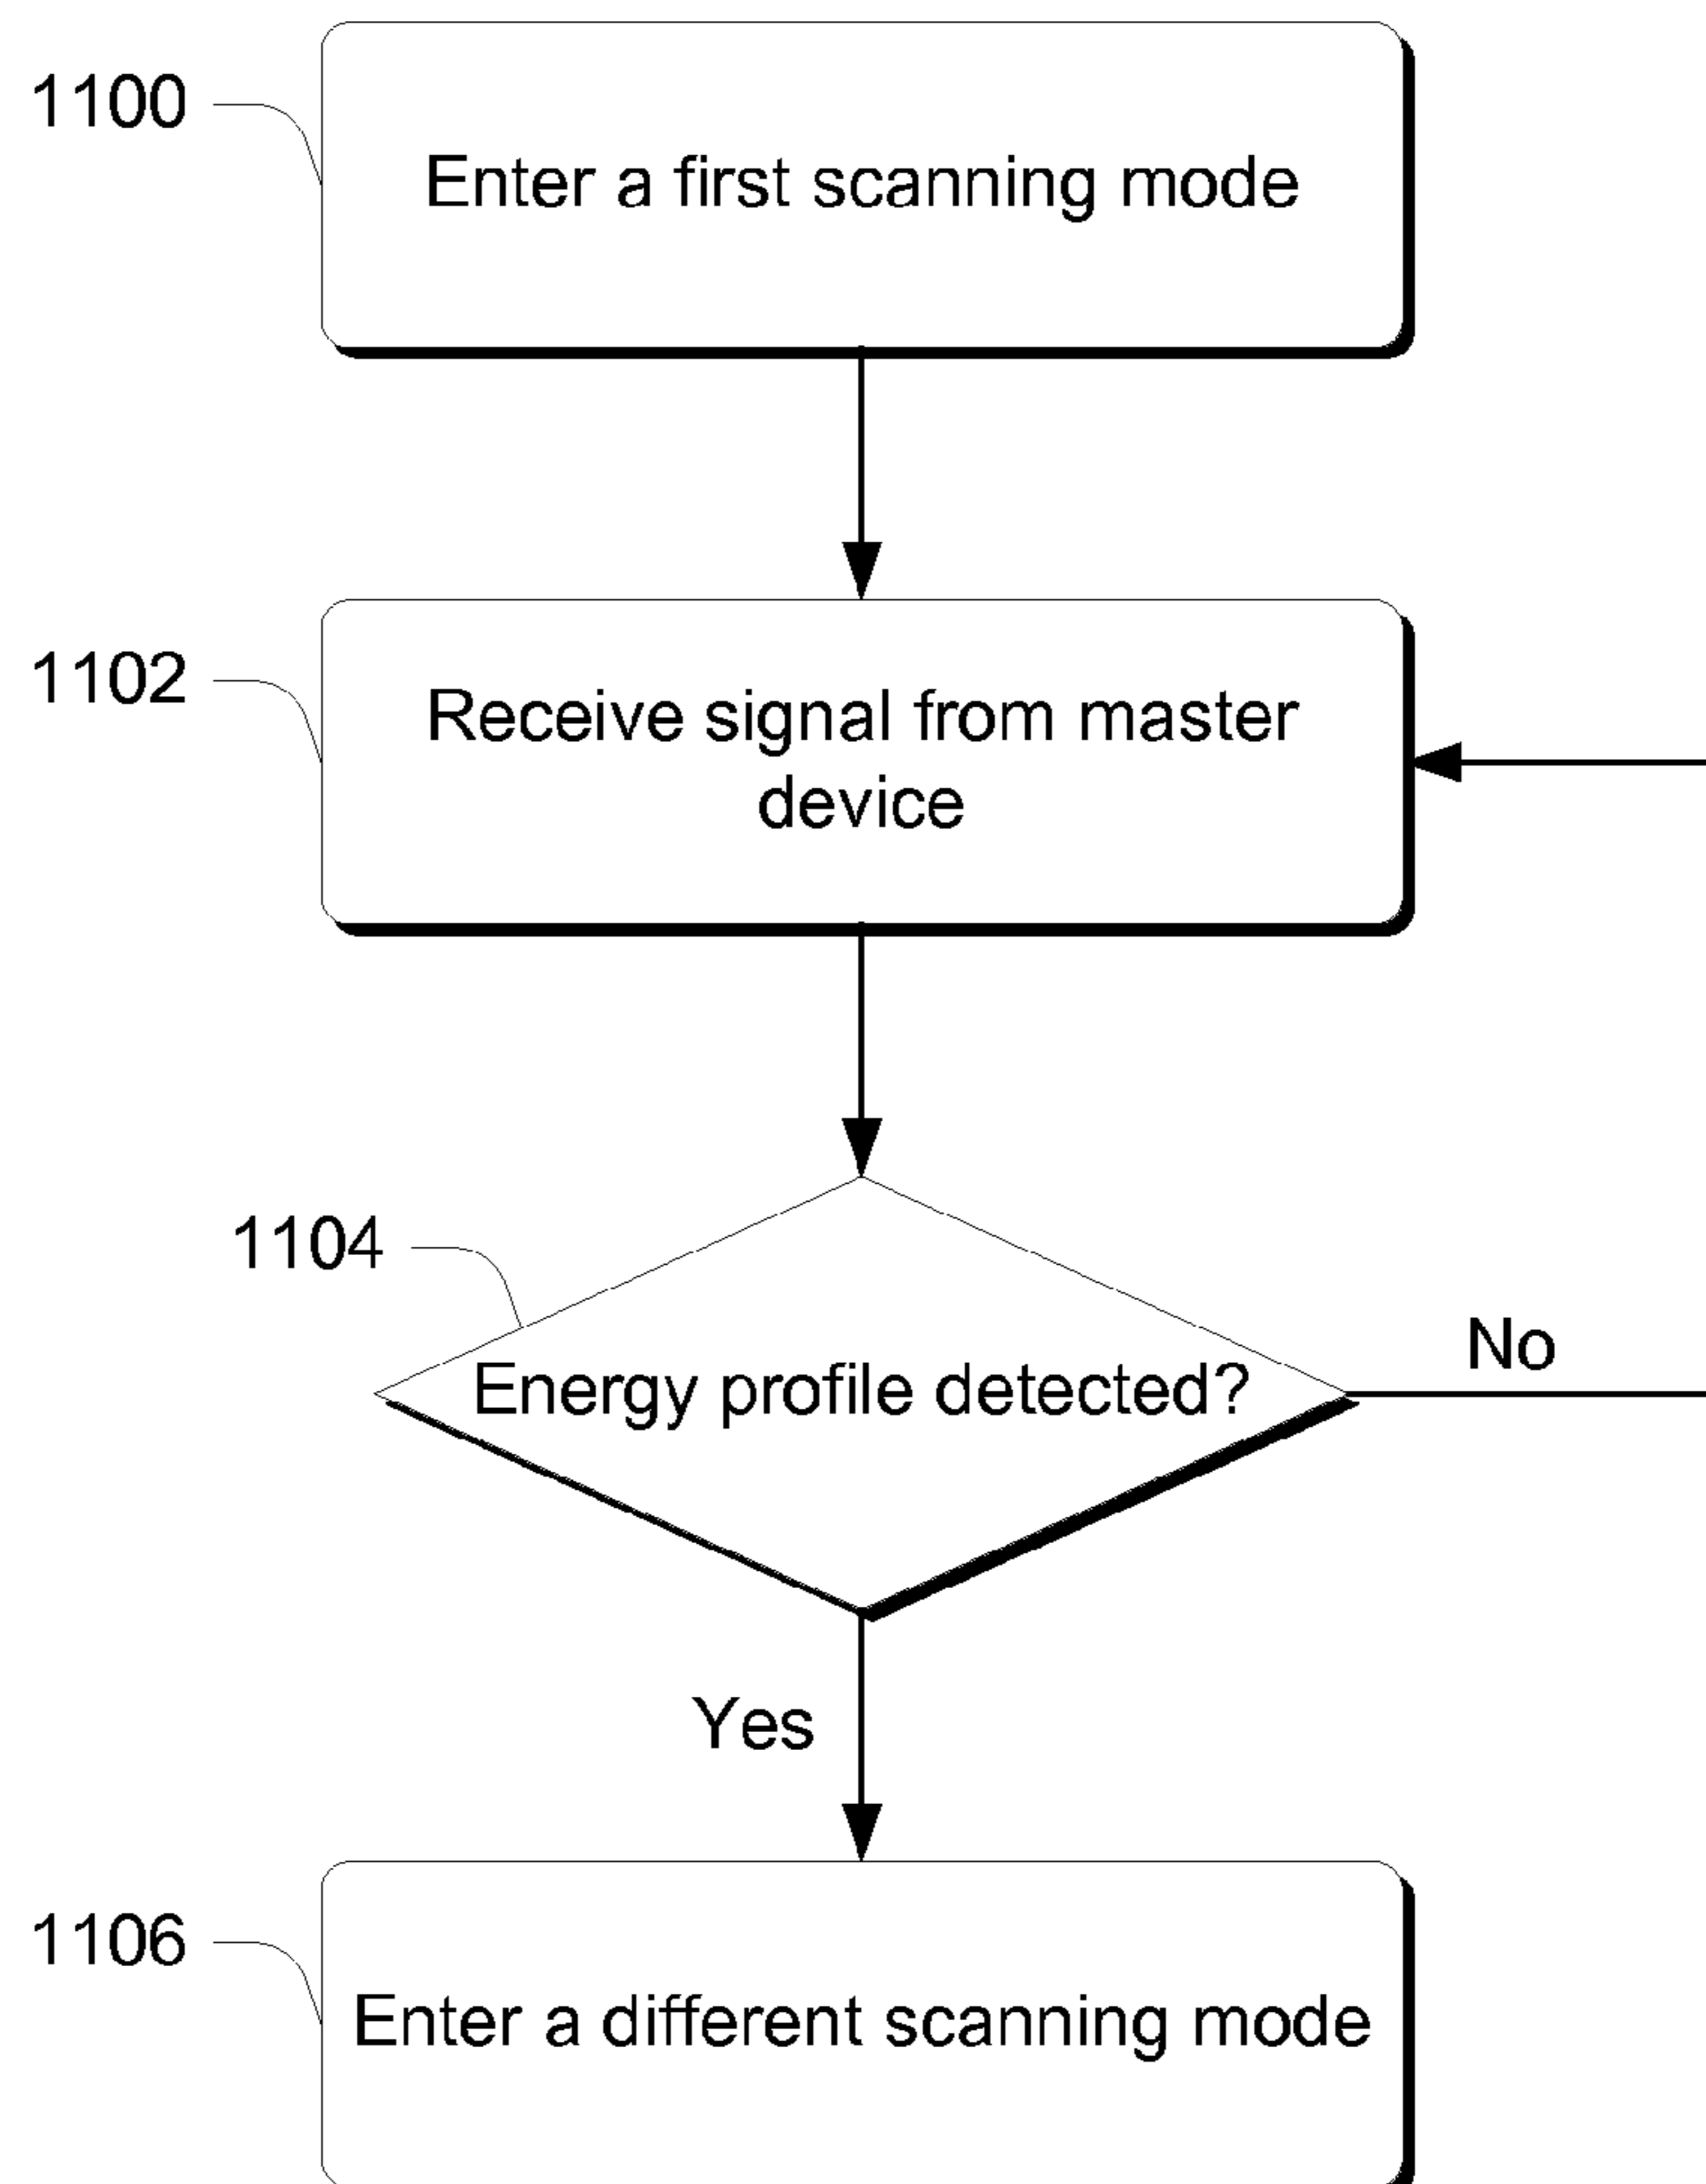 1100
Enter a first scanning mode
1102
Receive signal from master
device
1104
Energy profile detected?
No
Yes
1106
Enter a different scanning mode